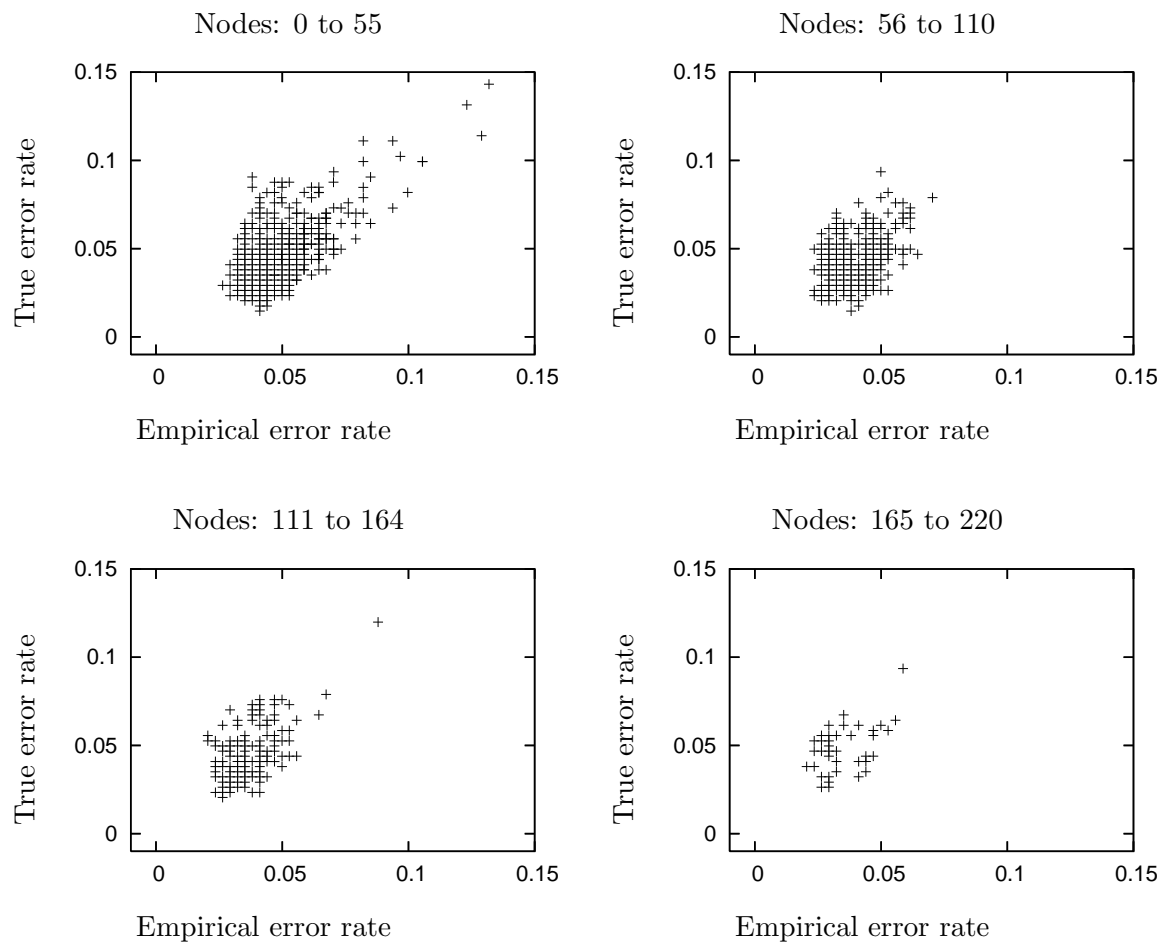 Nodes: 0 to 55
0.15
0.1
0.05
0
True error rate
0
0.05
0.1
0.15
Empirical error rate
Nodes: 56 to 110
0.15
0.1
0.05
0
True error rate
0
0.05
0.1
0.15
Empirical error rate
Nodes: 111 to 164
0.15
0.1
0.05
0
True error rate
0
0.05
0.1
0.15
Empirical error rate
Nodes: 165 to 220
0.15
0.1
0.05
0
True error rate
0
0.05
0.1
0.15
Empirical error rate